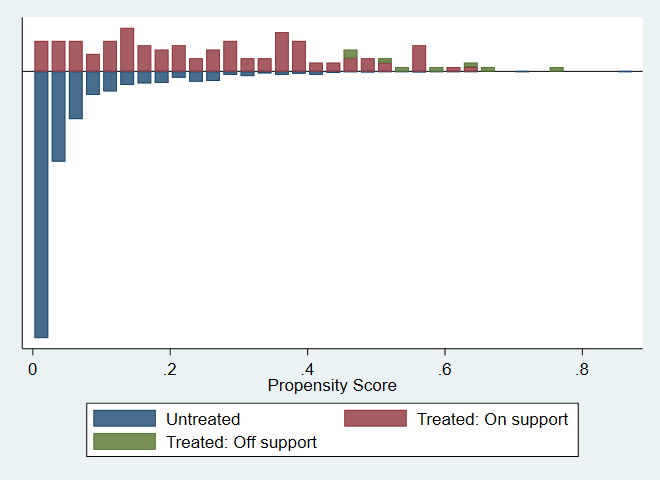 0 .2 .4 .6 .8
Propensity Score
Untreated Treated: On support
Treated: Off support